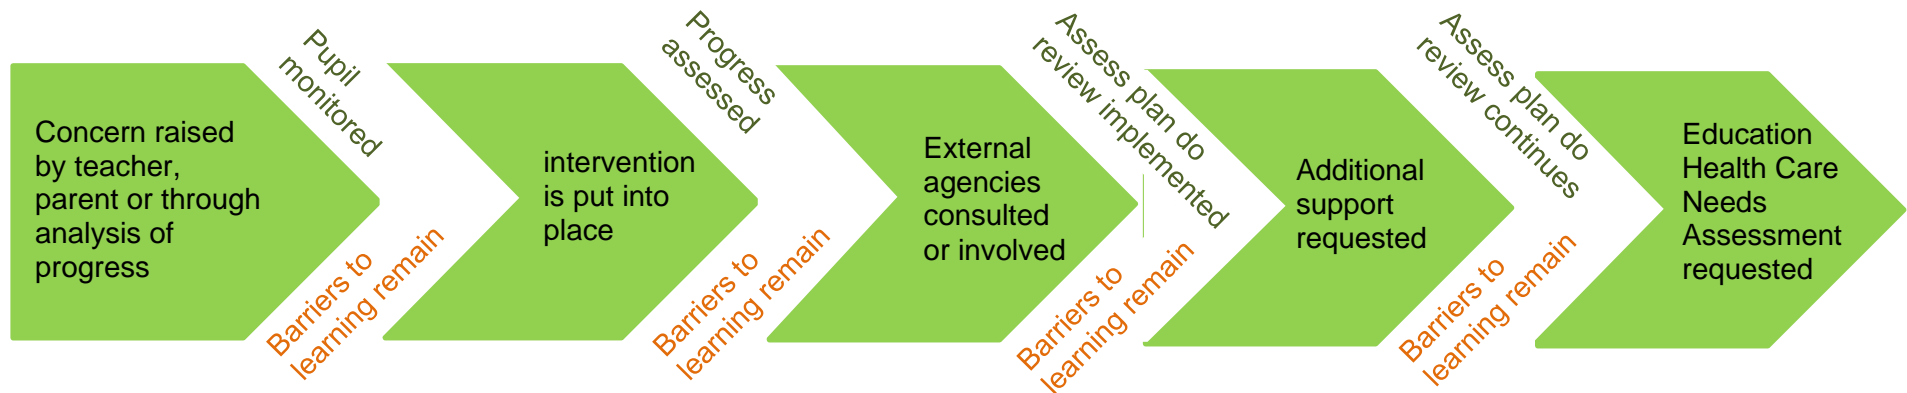 Concern raised
by teacher,
parent or through
analysis of
progress
Pupil
monitored
Barriers to
learning remain
intervention
is put into
place
Progress
assessed
Barriers to
learning remain
External
agencies
consulted
or involved
Assess plan do
review implemented
Barriers to
learning remain
Additional
support
requested
Assess plan do
review continues
Barriers to
learning remain
Education
Health Care
Needs
Assessment
requested